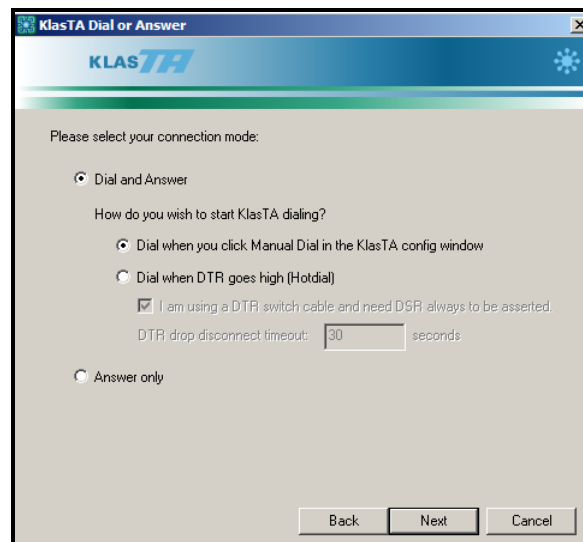 KlasTA Dial or Answer
KLAS TA
Please select your connection mode:
Dial and Answer
How do you wish to start KlasTA dialing?
Dial when you click Manual Dial in the KlasTA config window
Dial when DTR goes high (Hotdial)
I am using a DTR switch cable and need DSR always to be asserted.
DTR drop disconnect timeout: 30 seconds
Answer only
Back Next Cancel